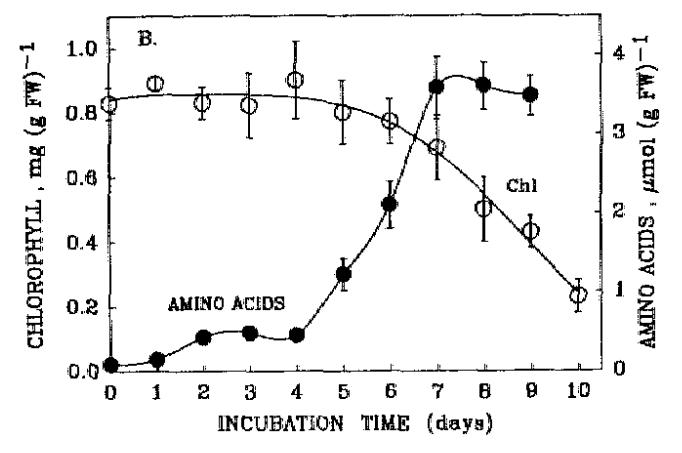 B.
1.0
0.8
0.6
0.4
0.2
0.0
CHLOROPHYLL, mg (g FW)−1
4
3
2
1
0
AMINO ACIDS, μmol (g FW)−1
Chl
AMINO ACIDS
0 1 2 3 4 5 6 7 8 9 10
INCUBATION TIME (days)